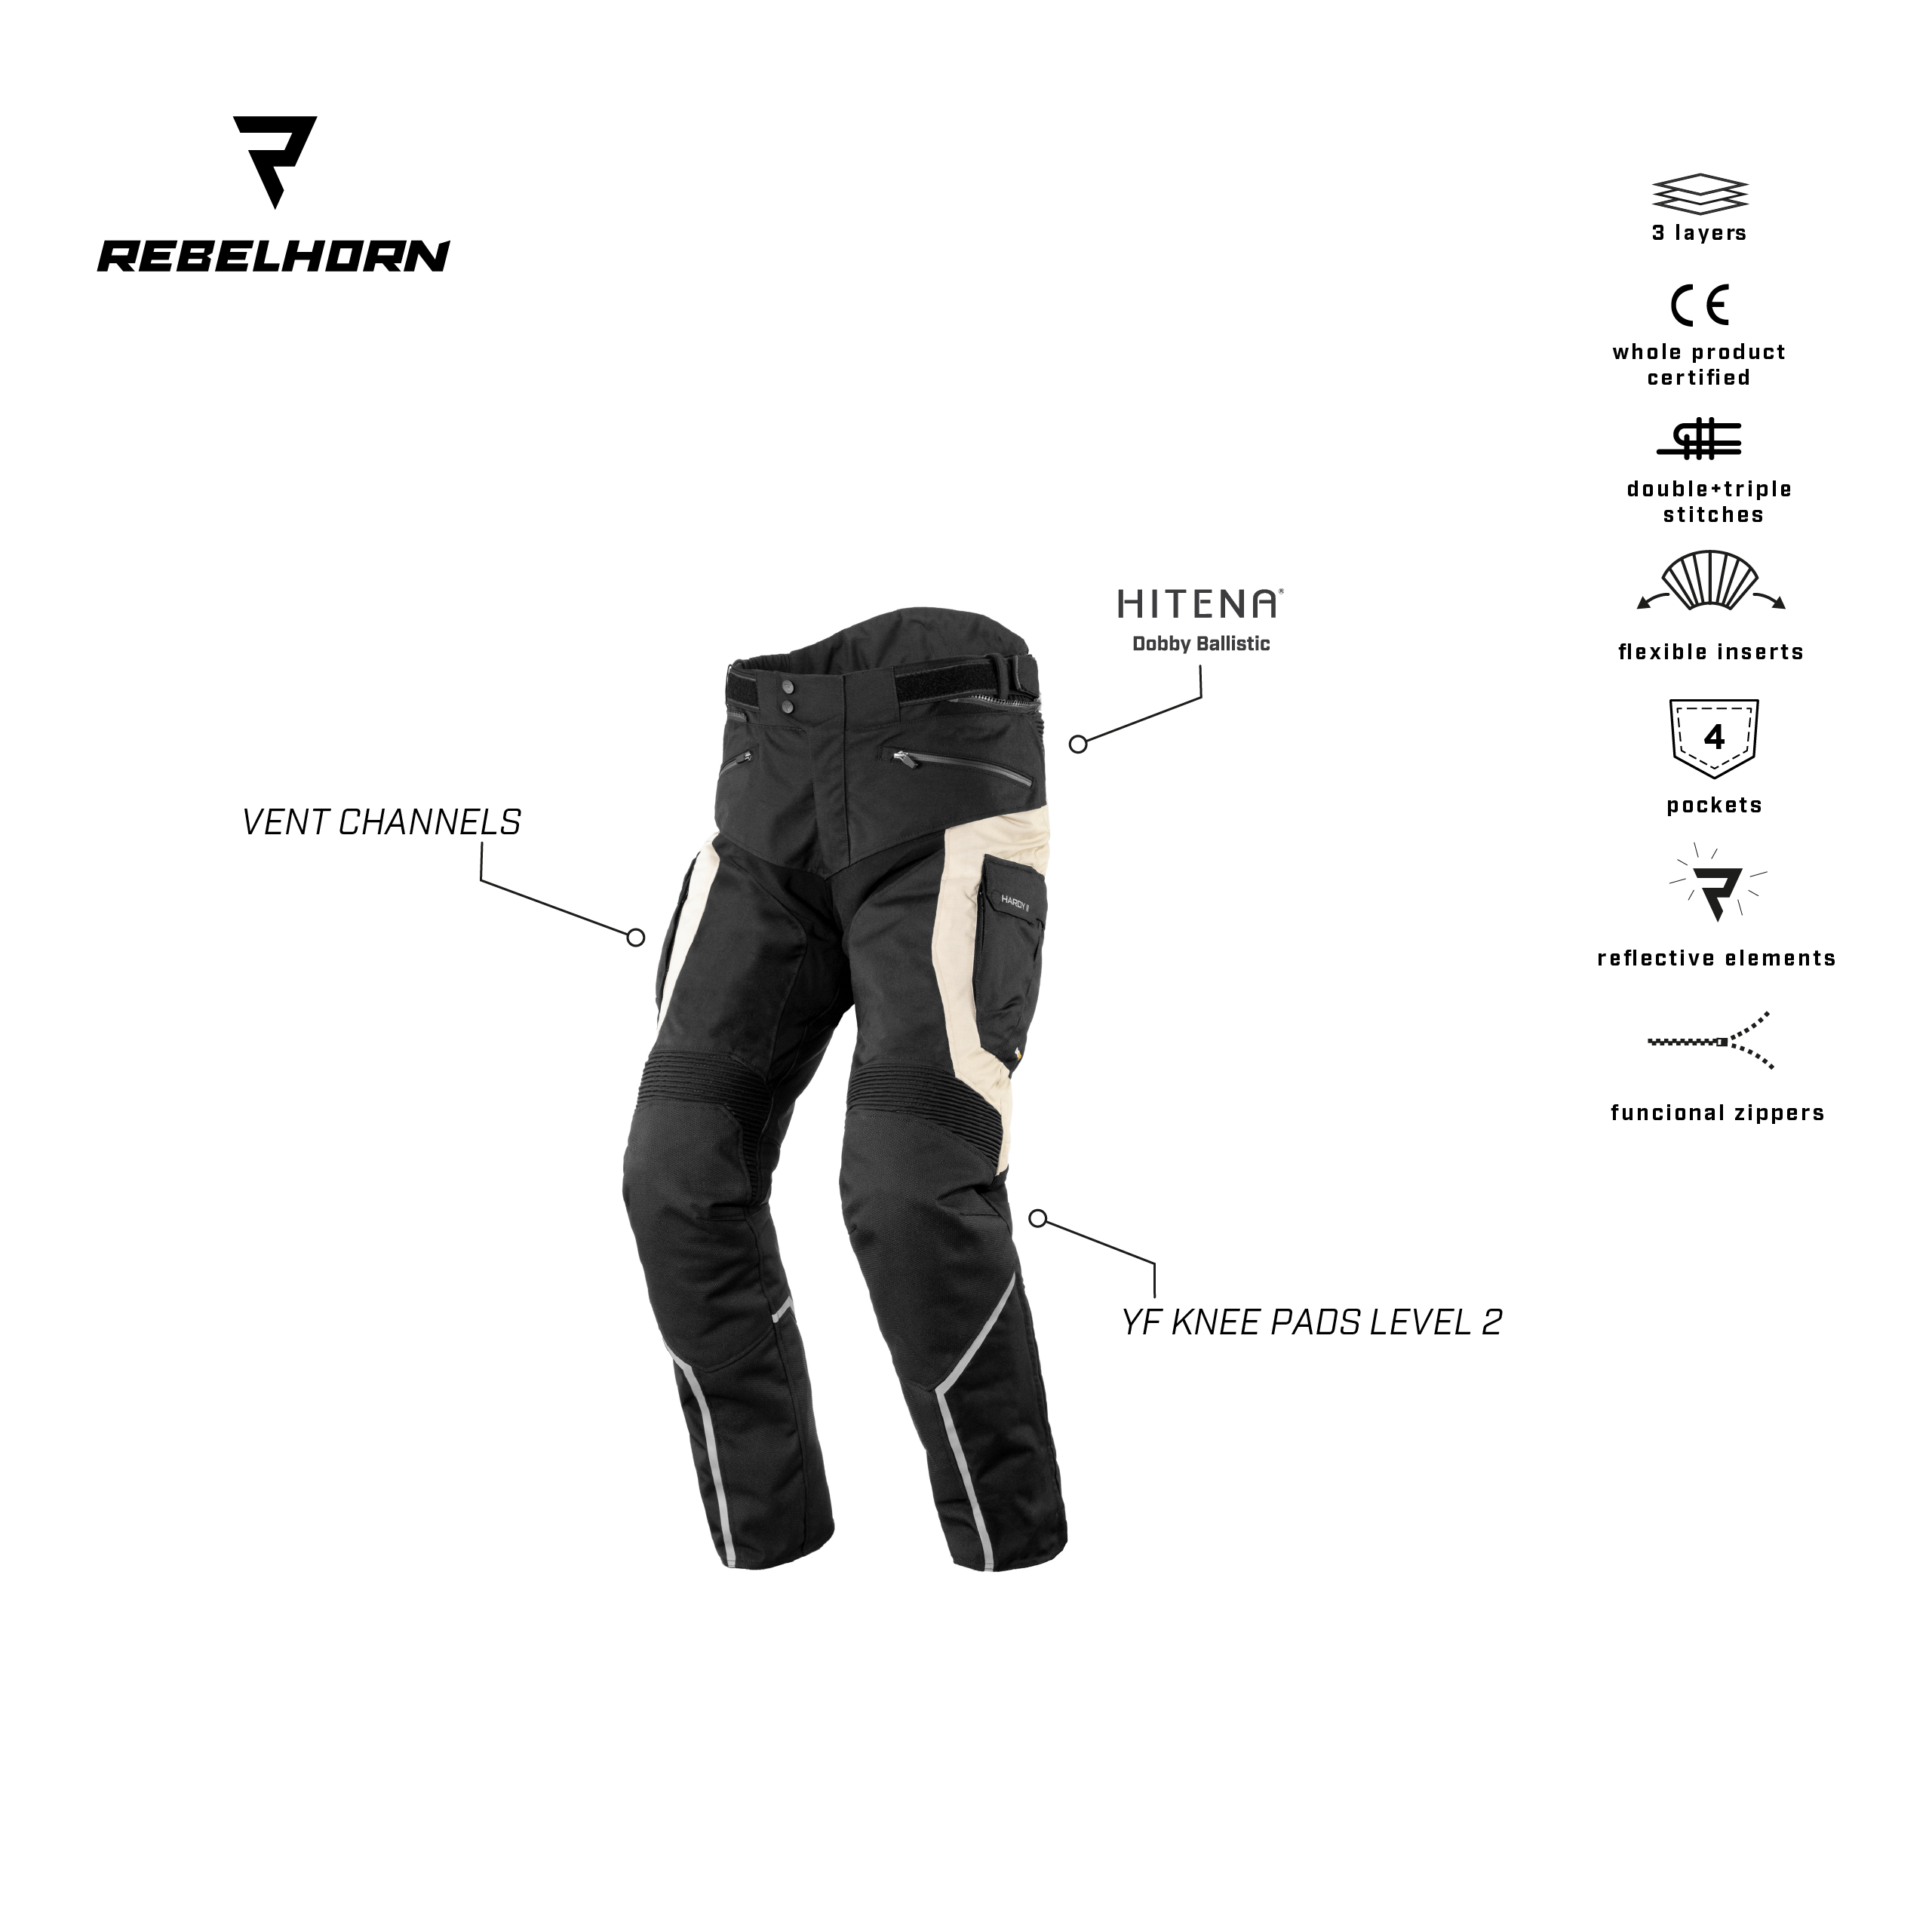 REBELHORN
3 layers
CE
whole product
certified
double+triple
stitches
flexible inserts
4
pockets
reflective elements
funcional zippers
HITENA®
Dobby Ballistic
VENT CHANNELS
HARDY II
YF KNEE PADS LEVEL 2